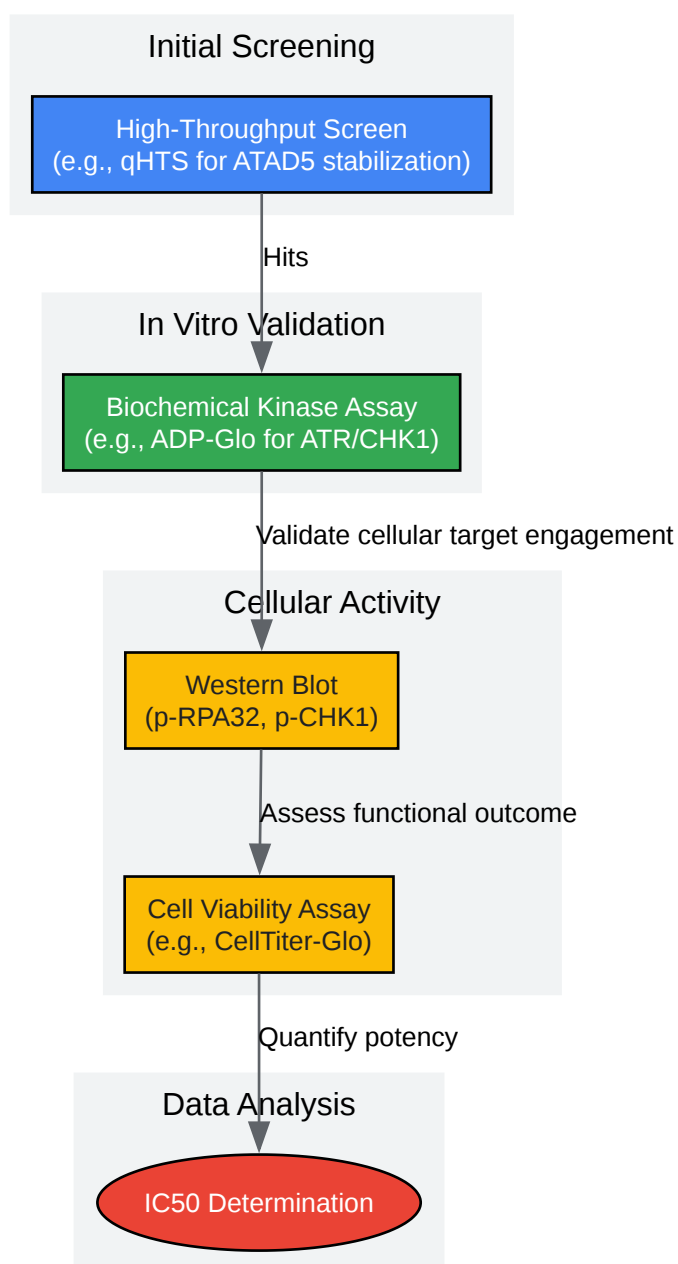 Initial Screening
High-Throughput Screen
(e.g., qHTS for ATAD5 stabilization)
Hits
In Vitro Validation
Biochemical Kinase Assay
(e.g., ADP-Glo for ATR/CHK1)
Validate cellular target engagement
Cellular Activity
Western Blot
(p-RPA32, p-CHK1)
Assess functional outcome
Cell Viability Assay
(e.g., CellTiter-Glo)
Quantify potency
Data Analysis
IC50 Determination